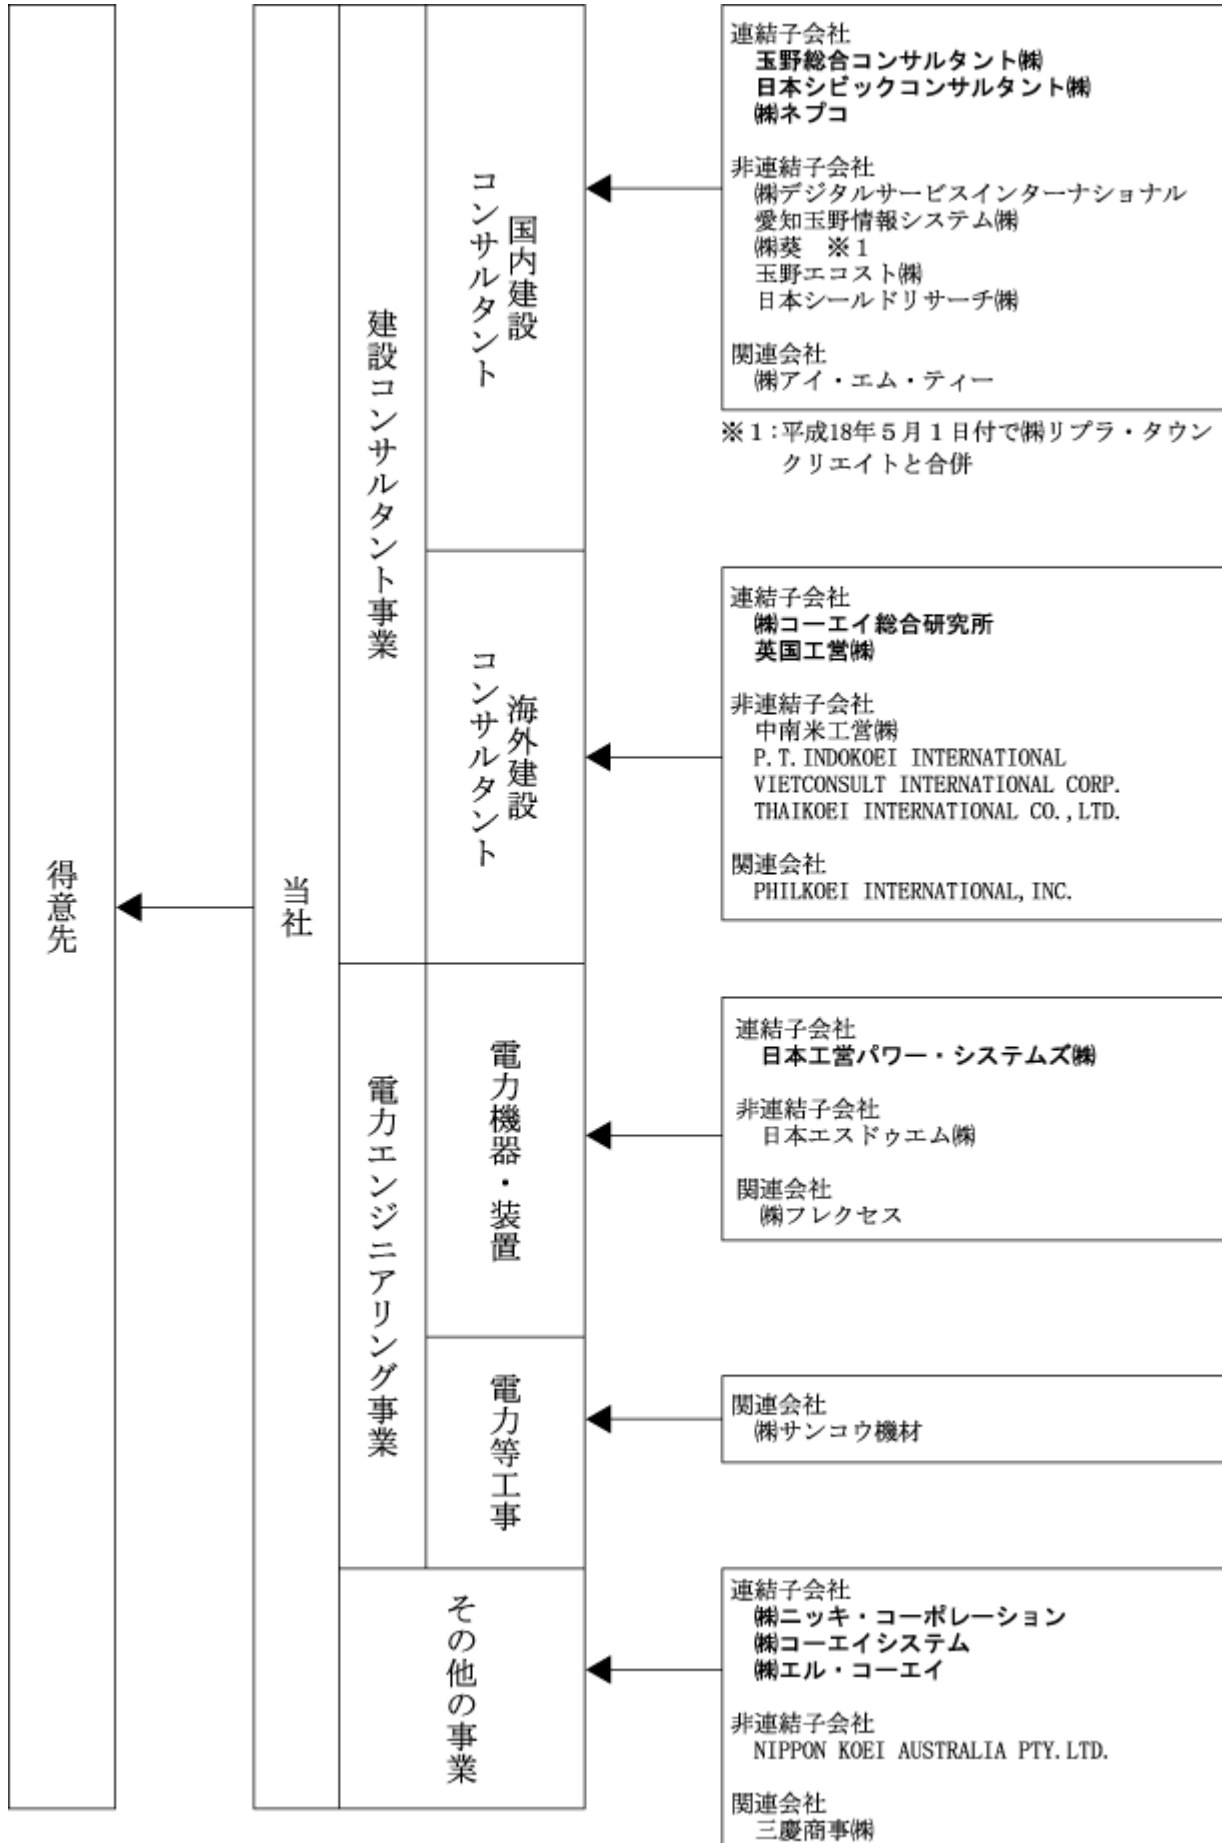 得意先
当社
建設コンサルタント事業
国内建設
コンサルタント
連結子会社
玉野総合コンサルタント㈱
日本シビックコンサルタント㈱
㈱ネプコ
非連結子会社
㈱デジタルサービスインターナショナル
愛知玉野情報システム㈱
㈱葵　※１
玉野エコスト㈱
日本シールドリサーチ㈱
関連会社
㈱アイ・エム・ティー
※１：平成18年５月１日付で㈱リプラ・タウン
クリエイトと合併
海外建設
コンサルタント
連結子会社
㈱コーエイ総合研究所
英国工営㈱
非連結子会社
中南米工営㈱
P.T.INDOKOEI INTERNATIONAL
VIETCONSULT INTERNATIONAL CORP.
THAIKOEI INTERNATIONAL CO.,LTD.
関連会社
PHILKOEI INTERNATIONAL,INC.
電力エンジニアリング事業
電力機器・装置
連結子会社
日本工営パワー・システムズ㈱
非連結子会社
日本エスドゥエム㈱
関連会社
㈱フレクセス
電力等工事
関連会社
㈱サンコウ機材
その他の事業
連結子会社
㈱ニッキ・コーポレーション
㈱コーエイシステム
㈱エル・コーエイ
非連結子会社
NIPPON KOEI AUSTRALIA PTY.LTD.
関連会社
三慶商事㈱